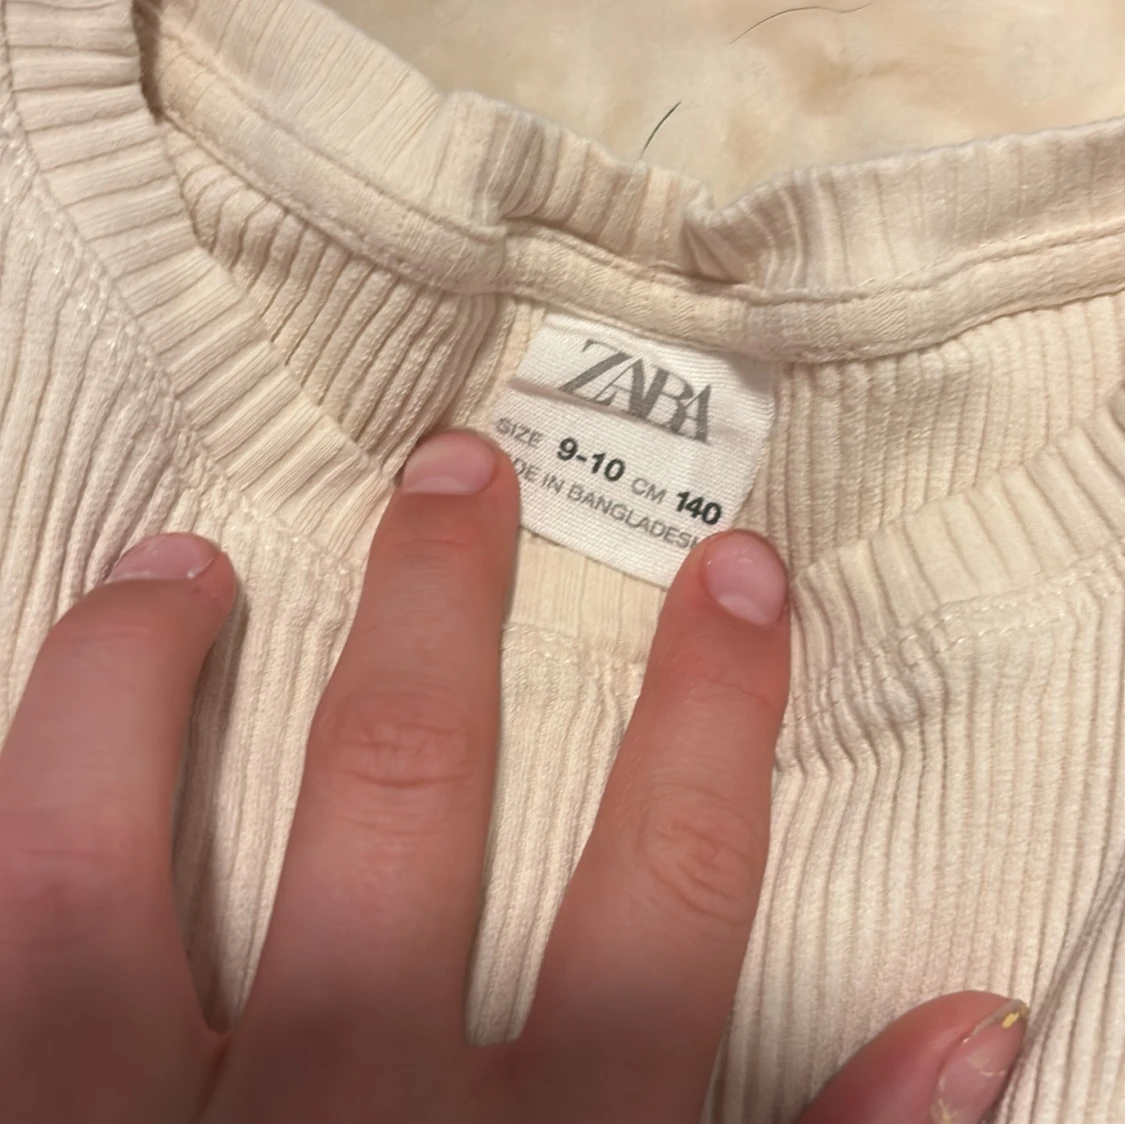 ZARA
SIZE 9-10 CM 140
DE IN BANGLADES